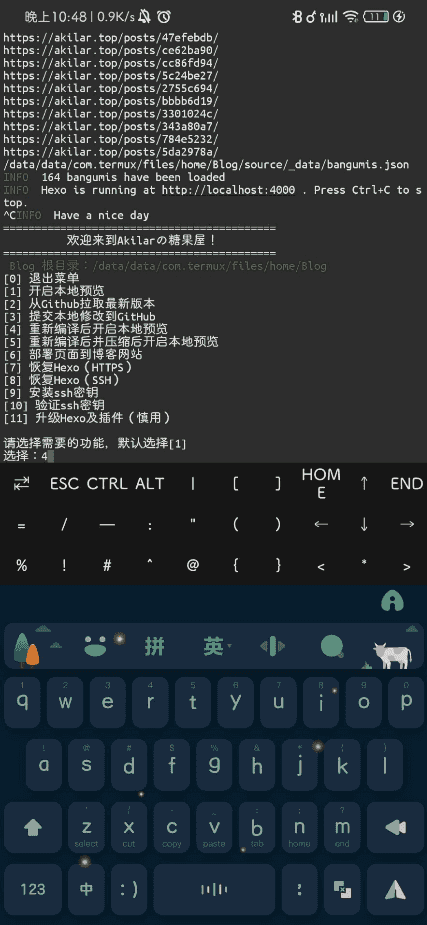 晚上10:48 | 0.9K/s
11
https://akilar.top/posts/47efebdb/
https://akilar.top/posts/ce62ba90/
https://akilar.top/posts/cc86fd94/
https://akilar.top/posts/5c24be27/
https://akilar.top/posts/2755c694/
https://akilar.top/posts/bbbb6d19/
https://akilar.top/posts/3301024c/
https://akilar.top/posts/343a80a7/
https://akilar.top/posts/784e5232/
https://akilar.top/posts/5da2978a/
/data/data/com.termux/files/home/Blog/source/_data/bangumis.json
INFO  164 bangumis have been loaded
INFO  Hexo is running at http://localhost:4000 . Press Ctrl+C to s
top.
^CINFO  Have a nice day
===========================================
欢迎来到Akilarの糖果屋！
===========================================
Blog 根目录：/data/data/com.termux/files/home/Blog
[0] 退出菜单
[1] 开启本地预览
[2] 从Github拉取最新版本
[3] 提交本地修改到GitHub
[4] 重新编译后开启本地预览
[5] 重新编译后并压缩后开启本地预览
[6] 部署页面到博客网站
[7] 恢复Hexo（HTTPS）
[8] 恢复Hexo（SSH）
[9] 安装ssh密钥
[10] 验证ssh密钥
[11] 升级Hexo及插件（慎用）
请选择需要的功能，默认选择[1]
选择：4
⇄ ESC CTRL ALT | [ ] HOME ↑ END
= / — : " ( ) ← ↓ →
% ! # ^ @ { } < * >
拼 英
1 2 3 4 5 6 7 8 9 0
q w e r t y u i o p
! @ # $ % & * ( )
a s d f g h j k l
z x c v b n m
select cut copy paste tab home end
123 中 :) ;